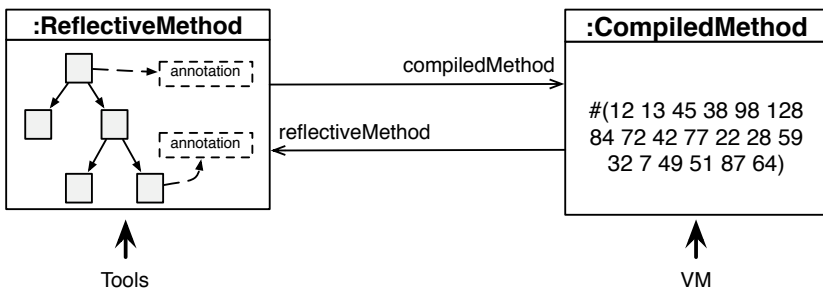 :ReflectiveMethod
annotation
annotation
compiledMethod
reflectiveMethod
:CompiledMethod
#(12 13 45 38 98 128
84 72 42 77 22 28 59
32 7 49 51 87 64)
Tools
VM